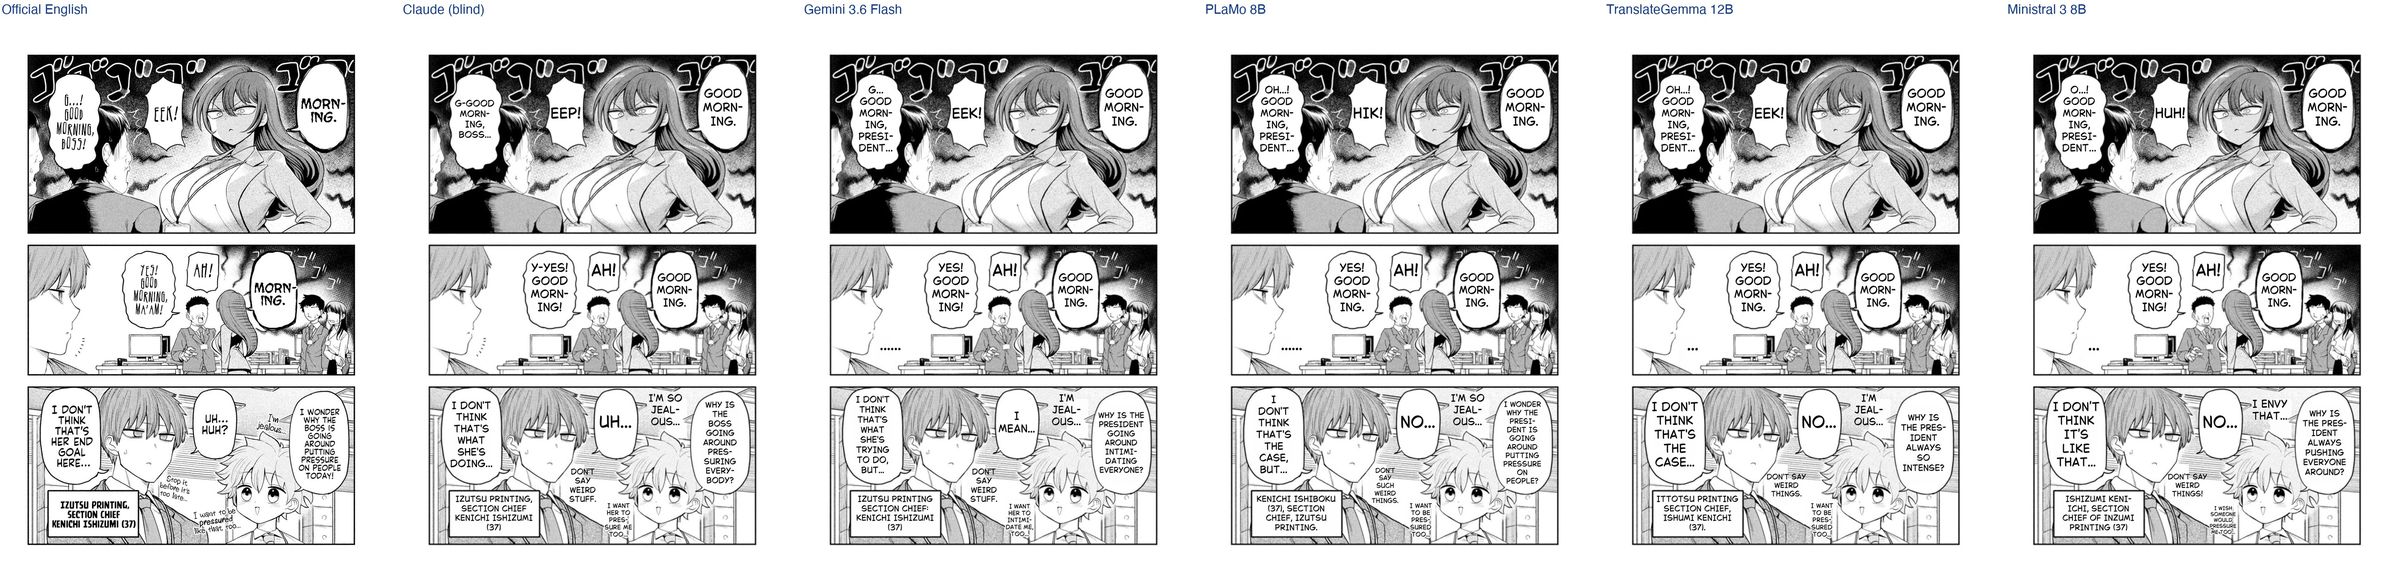 Official English
Claude (blind)
Gemini 3.6 Flash
PLaMo 8B
TranslateGemma 12B
Ministral 3 8B
MORN-
ING.
EEK!
G...!
GOOD
MORNING,
BOSS!
ゴゴゴゴゴ
MORN-
ING.
AH!
YES!
GOOD
MORNING,
MA'AM!
I WONDER
WHY THE
BOSS IS
GOING
AROUND
PUTTING
PRESSURE
ON PEOPLE
TODAY!
I'm
jealous...
UH...
HUH?
I DON'T
THINK
THAT'S
HER END
GOAL
HERE...
Stop it
before it's
too late...
I want to be
pressured
like that, too...
IZUTSU PRINTING,
SECTION CHIEF
KENICHI ISHIZUMI (37)
GOOD
MORN-
ING.
EEP!
G-GOOD
MORN-
ING,
BOSS...
GOOD
MORN-
ING.
AH!
Y-YES!
GOOD
MORN-
ING!
WHY IS
THE
BOSS
GOING
AROUND
PRES-
SURING
EVERY-
BODY?
I'M SO
JEAL-
OUS...
UH...
I DON'T
THINK
THAT'S
WHAT
SHE'S
DOING...
DON'T
SAY
WEIRD
STUFF.
I WANT
HER TO
PRES-
SURE ME
TOO...!
IZUTSU PRINTING,
SECTION CHIEF
KENICHI ISHIZUMI
(37)
GOOD
MORN-
ING.
EEK!
G...
GOOD
MORN-
ING,
PRESI-
DENT...
GOOD
MORN-
ING.
AH!
YES!
GOOD
MORN-
ING!
......
WHY IS THE
PRESIDENT
GOING
AROUND
INTIMI-
DATING
EVERYONE?
I'M
JEAL-
OUS...
I
MEAN...
I DON'T
THINK
THAT'S
WHAT
SHE'S
TRYING
TO DO,
BUT...
DON'T
SAY
WEIRD
STUFF.
I WANT
HER TO
INTIMI-
DATE ME,
TOO...!
IZUTSU PRINTING
SECTION CHIEF:
KENICHI ISHIZUMI
(37)
GOOD
MORN-
ING.
HIK!
OH...!
GOOD
MORN-
ING,
PRESI-
DENT...
GOOD
MORN-
ING.
AH!
YES!
GOOD
MORN-
ING.
......
I WONDER
WHY THE
PRESI-
DENT IS
GOING
AROUND
PUTTING
PRESSURE
ON
PEOPLE?
I'M SO
JEAL-
OUS...
NO...
I
DON'T
THINK
THAT'S
THE
CASE,
BUT...
DON'T
SAY
SUCH
WEIRD
THINGS.
I WANT
TO BE
PRES-
SURED
TOO...!
KENICHI ISHIBOKU
(37), SECTION
CHIEF, IZUTSU
PRINTING.
GOOD
MORN-
ING.
EEK!
OH...!
GOOD
MORN-
ING,
PRESI-
DENT...
GOOD
MORN-
ING.
AH!
YES!
GOOD
MORN-
ING.
...
WHY IS
THE
PRES-
IDENT
ALWAYS
SO
INTENSE?
I'M
JEAL-
OUS...
NO...
I DON'T
THINK
THAT'S
THE
CASE...
DON'T SAY
WEIRD
THINGS.
I WANT
TO BE
PRES-
SURED
TOO...!
ITTOTSU PRINTING
SECTION CHIEF,
ISHUMI KENICHI
(37).
GOOD
MORN-
ING.
HUH!
O...!
GOOD
MORN-
ING,
PRESI-
DENT...
GOOD
MORN-
ING.
AH!
YES!
GOOD
MORN-
ING!
...
WHY IS
THE PRES-
IDENT
ALWAYS
PUSHING
EVERYONE
AROUND?
I ENVY
THAT...
NO...
I DON'T
THINK
IT'S
LIKE
THAT...
DON'T SAY
WEIRD
THINGS!
I WISH
SOMEONE
WOULD
PRESSURE
ME TOO...
ISHIZUMI KENI-
ICHI, SECTION
CHIEF OF INZUMI
PRINTING (37)